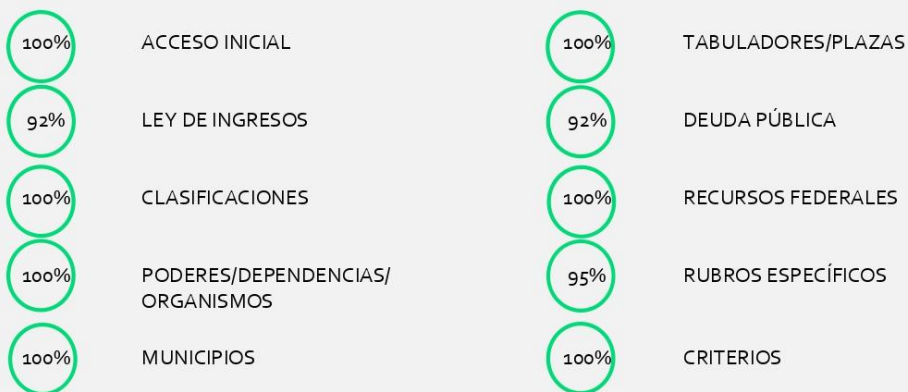 100% ACCESO INICIAL
92% LEY DE INGRESOS
100% CLASIFICACIONES
100% PODERES/DEPENDENCIAS/
ORGANISMOS
100% MUNICIPIOS
100% TABULADORES/PLAZAS
92% DEUDA PÚBLICA
100% RECURSOS FEDERALES
95% RUBROS ESPECÍFICOS
100% CRITERIOS